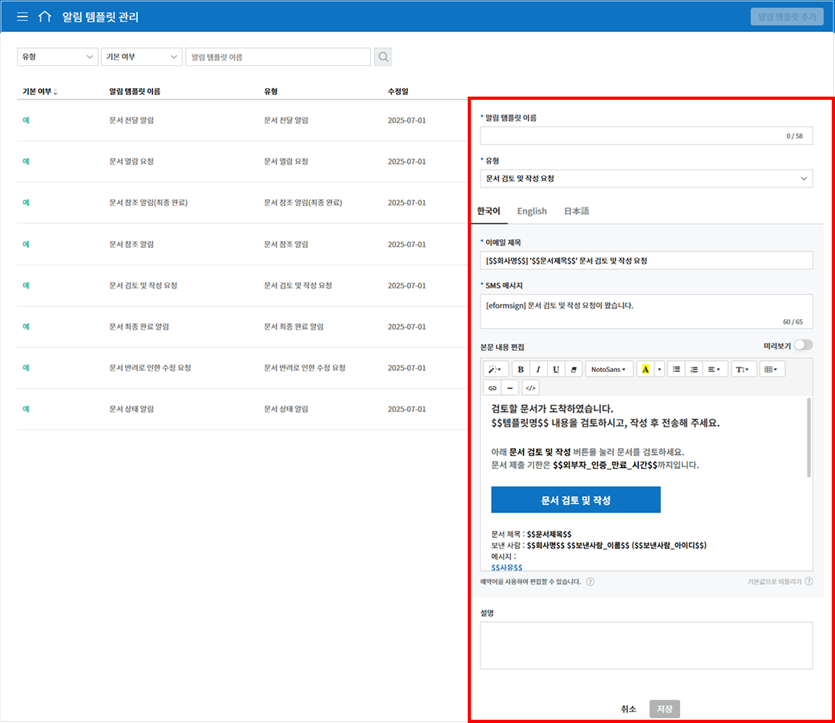 알림 템플릿 관리
알림 템플릿 추가
유형 기본 여부 알림 템플릿 이름
기본 여부 알림 템플릿 이름 유형 수정일
예 문서 전달 알림 문서 전달 알림 2025-07-01
예 문서 열람 요청 문서 열람 요청 2025-07-01
예 문서 참조 알림(최종 완료) 문서 참조 알림(최종 완료) 2025-07-01
예 문서 참조 알림 문서 참조 알림 2025-07-01
예 문서 검토 및 작성 요청 문서 검토 및 작성 요청 2025-07-01
예 문서 최종 완료 알림 문서 최종 완료 알림 2025-07-01
예 문서 반려로 인한 수정 요청 문서 반려로 인한 수정 요청 2025-07-01
예 문서 상태 알림 문서 상태 알림 2025-07-01
* 알림 템플릿 이름
0 / 58
* 유형
문서 검토 및 작성 요청
한국어 English 日本語
* 이메일 제목
[$$회사명$$] '$$문서제목$$' 문서 검토 및 작성 요청
* SMS 메시지
[eformsign] 문서 검토 및 작성 요청이 왔습니다.
60 / 65
본문 내용 편집 미리보기
B I U NotoSans A T
</>
검토할 문서가 도착하였습니다.
$$템플릿명$$ 내용을 검토하시고, 작성 후 전송해 주세요.
아래 문서 검토 및 작성 버튼을 눌러 문서를 검토하세요.
문서 제출 기한은 $$외부자_인증_만료_시간$$까지입니다.
문서 검토 및 작성
문서 제목 : $$문서제목$$
보낸 사람 : $$회사명$$ $$보낸사람_이름$$ ($$보낸사람_아이디$$)
메시지 :
$$사유$$
예약어를 사용하여 편집할 수 있습니다. ? 기본값으로 되돌리기 ?
설명
취소 저장